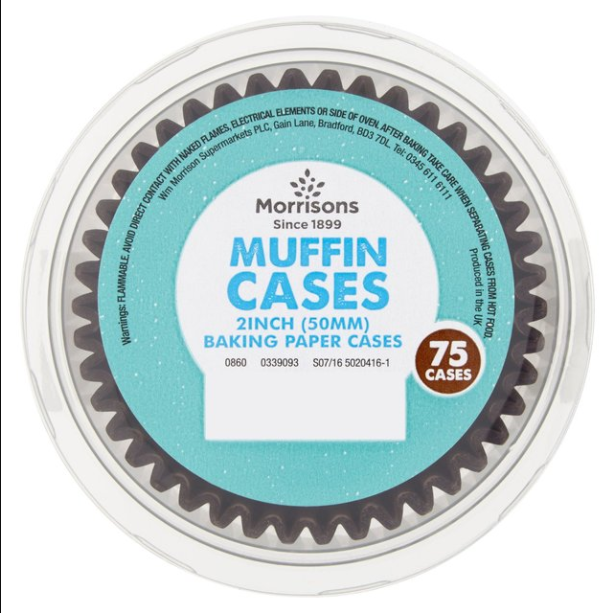 Warnings: FLAMMABLE. AVOID DIRECT CONTACT WITH NAKED FLAMES, ELECTRICAL ELEMENTS OR SIDE OF OVEN. AFTER BAKING TAKE CARE WHEN SEPARATING CASES FROM HOT FOOD.
Wm Morrison Supermarkets PLC, Gain Lane, Bradford, BD3 7DL. Tel: 0345 611 6111
Produced in the UK
Morrisons
Since 1899
MUFFIN
CASES
2INCH (50MM)
BAKING PAPER CASES
0860 0339093 S07/16 5020416-1
75
CASES